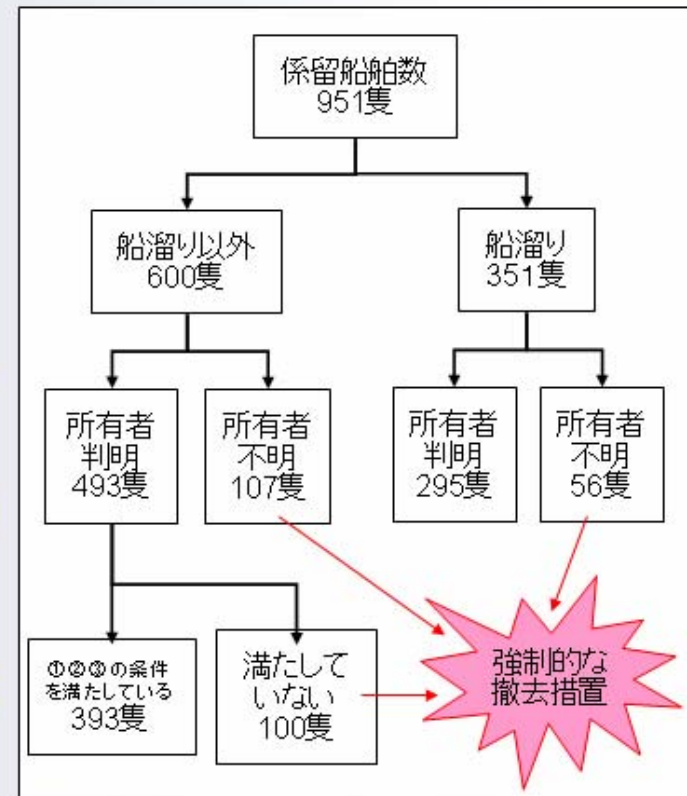 係留船舶数
951隻
船溜り以外
600隻
船溜り
351隻
所有者
判明
493隻
所有者
不明
107隻
所有者
判明
295隻
所有者
不明
56隻
①②③の条件
を満たしている
393隻
満たして
いない
100隻
強制的な
撤去措置